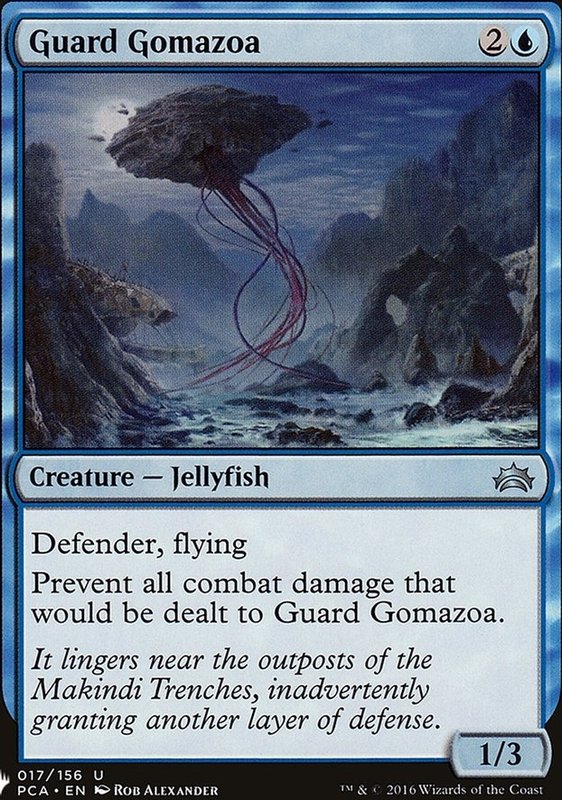 Guard Gomazoa 2
Creature — Jellyfish
Defender, flying
Prevent all combat damage that
would be dealt to Guard Gomazoa.
It lingers near the outposts of the
Makindi Trenches, inadvertently
granting another layer of defense.
1/3
017/156 U
PCA • EN Rob Alexander
™ & © 2016 Wizards of the Coast